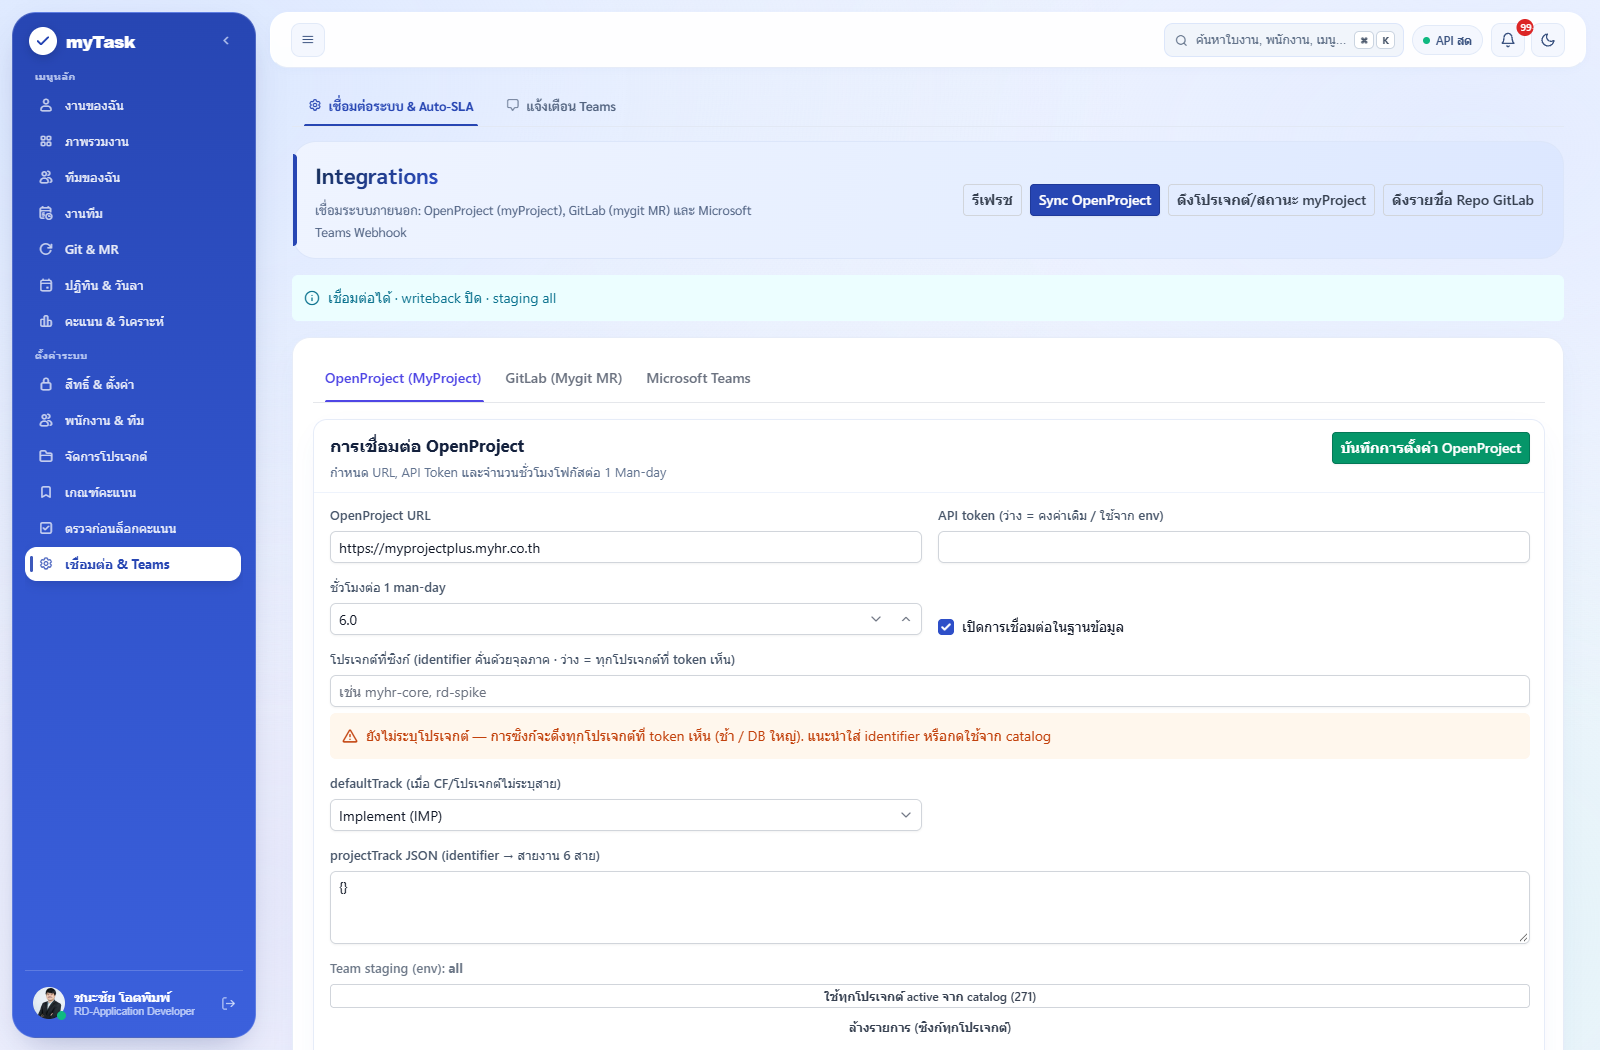 myTask
เมนูหลัก
งานของฉัน
ภาพรวมงาน
ทีมของฉัน
งานทีม
Git & MR
ปฏิทิน & วันลา
คะแนน & วิเคราะห์
ตั้งค่าระบบ
สิทธิ์ & ตั้งค่า
พนักงาน & ทีม
จัดการโปรเจกต์
เกณฑ์คะแนน
ตรวจก่อนล็อกคะแนน
เชื่อมต่อ & Teams
ชนะชัย โอดพิมพ์
RD-Application Developer
ค้นหาใบงาน, พนักงาน, เมนู...
⌘ K
API สด
99
เชื่อมต่อระบบ & Auto-SLA
แจ้งเตือน Teams
Integrations
เชื่อมระบบภายนอก: OpenProject (myProject), GitLab (mygit MR) และ Microsoft
Teams Webhook
รีเฟรช
Sync OpenProject
ดึงโปรเจกต์/สถานะ myProject
ดึงรายชื่อ Repo GitLab
เชื่อมต่อได้ · writeback ปิด · staging all
OpenProject (MyProject)
GitLab (Mygit MR)
Microsoft Teams
การเชื่อมต่อ OpenProject
กำหนด URL, API Token และจำนวนชั่วโมงโฟกัสต่อ 1 Man-day
บันทึกการตั้งค่า OpenProject
OpenProject URL
https://myprojectplus.myhr.co.th
API token (ว่าง = คงค่าเดิม / ใช้จาก env)
ชั่วโมงต่อ 1 man-day
6.0
เปิดการเชื่อมต่อในฐานข้อมูล
โปรเจกต์ที่ซิงก์ (identifier คั่นด้วยจุลภาค · ว่าง = ทุกโปรเจกต์ที่ token เห็น)
เช่น myhr-core, rd-spike
ยังไม่ระบุโปรเจกต์ — การซิงก์จะดึงทุกโปรเจกต์ที่ token เห็น (ช้า / DB ใหญ่). แนะนำใส่ identifier หรือกดใช้จาก catalog
defaultTrack (เมื่อ CF/โปรเจกต์ไม่ระบุสาย)
Implement (IMP)
projectTrack JSON (identifier → สายงาน 6 สาย)
{}
Team staging (env): all
ใช้ทุกโปรเจกต์ active จาก catalog (271)
ล้างรายการ (ซิงก์ทุกโปรเจกต์)